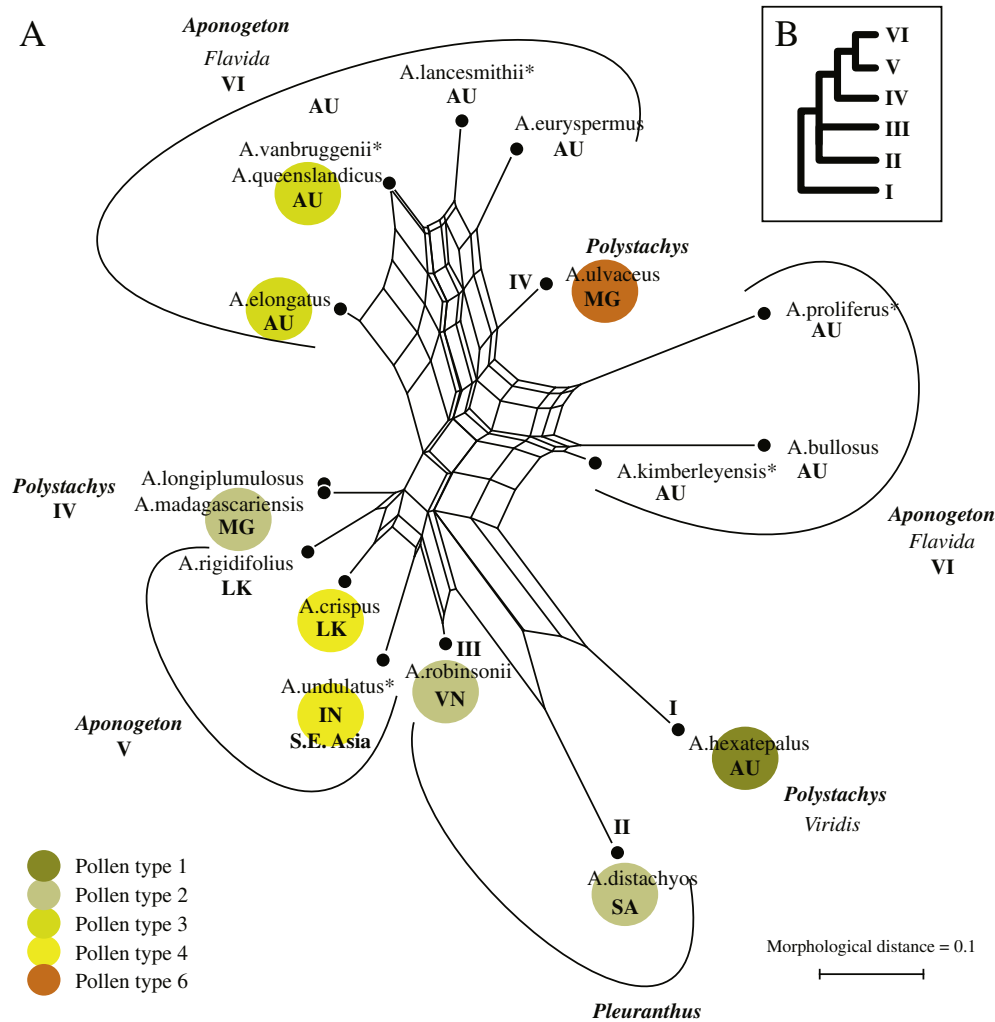 A
Aponogeton
Flavida
VI
AU
A.lancesmithii*
AU
A.euryspermus
AU
A.vanbruggenii*
A.queenslandicus
AU
A.elongatus
AU
B
VI
V
IV
III
II
I
Polystachys
IV
A.ulvaceus
MG
A.proliferus*
AU
A.bullosus
AU
A.kimberleyensis*
AU
Aponogeton
Flavida
VI
Polystachys
IV
A.longiplumulosus
A.madagascariensis
MG
A.rigidifolius
LK
A.crispus
LK
A.undulatus*
IN
S.E. Asia
Aponogeton
V
III
A.robinsonii
VN
I
A.hexatepalus
AU
Polystachys
Viridis
II
A.distachyos
SA
Pleuranthus
Pollen type 1
Pollen type 2
Pollen type 3
Pollen type 4
Pollen type 6
Morphological distance = 0.1